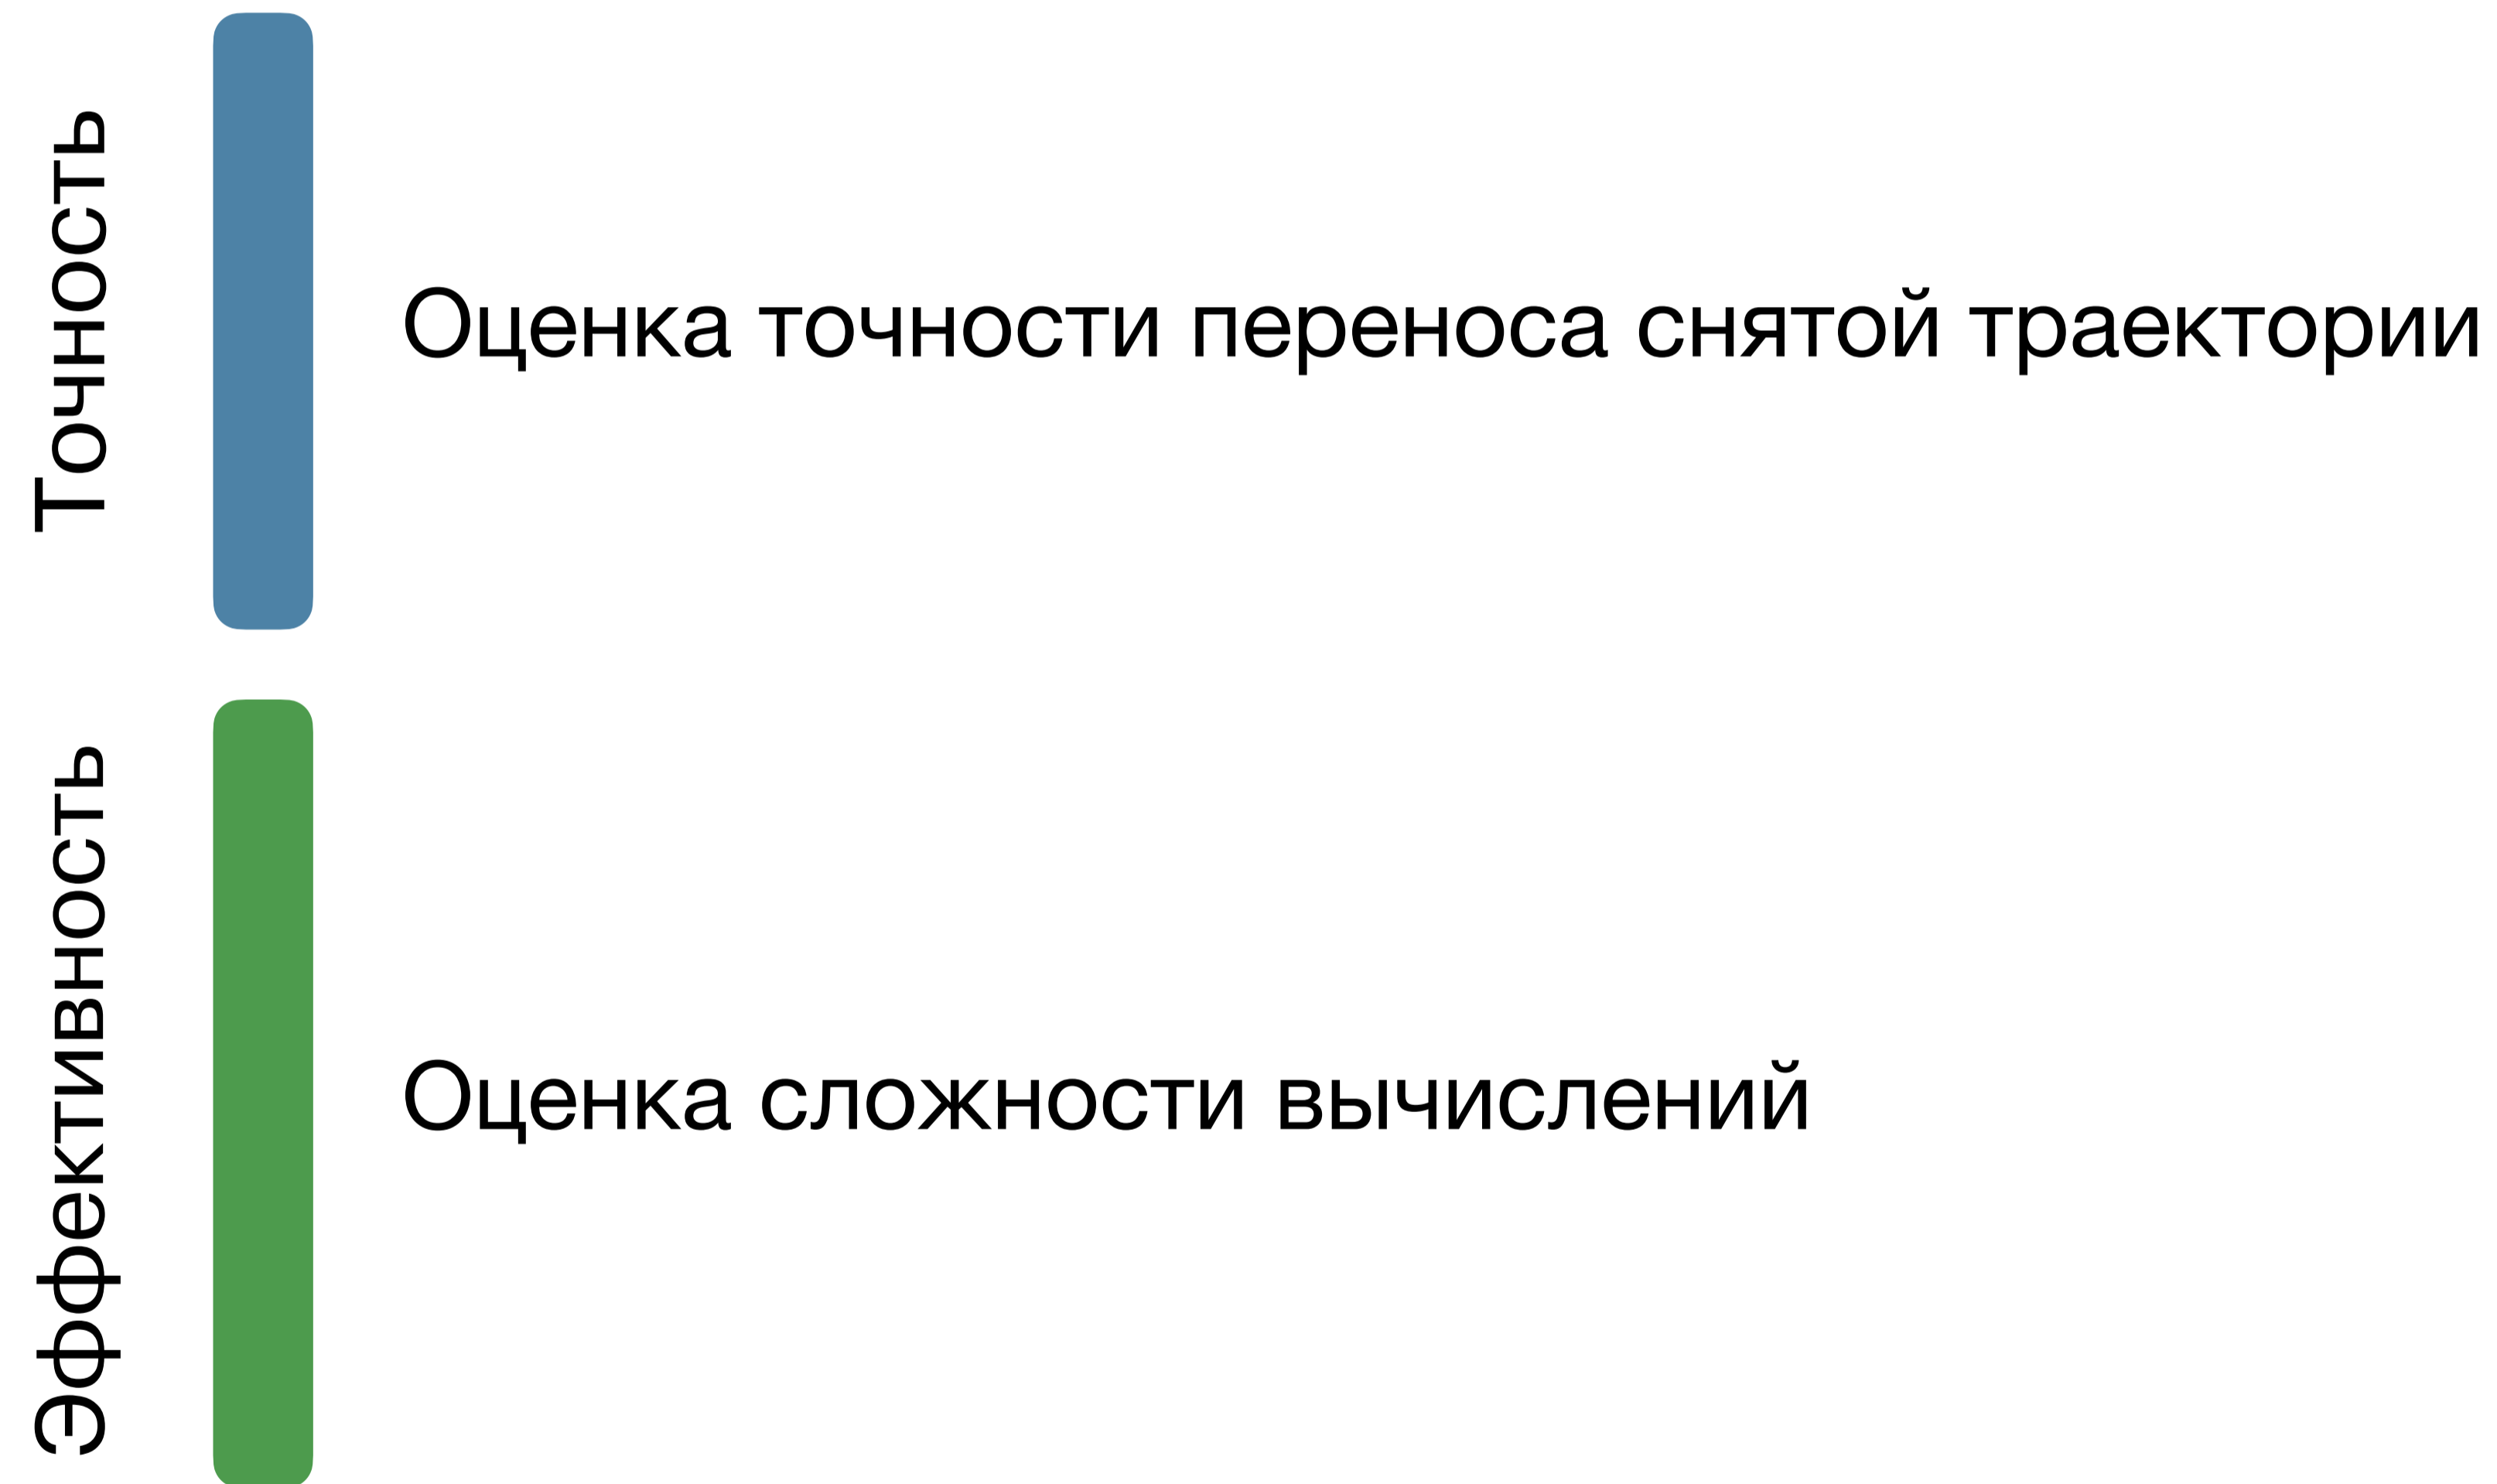 Точность
Оценка точности переноса снятой траектории
Эффективность
Оценка сложности вычислений